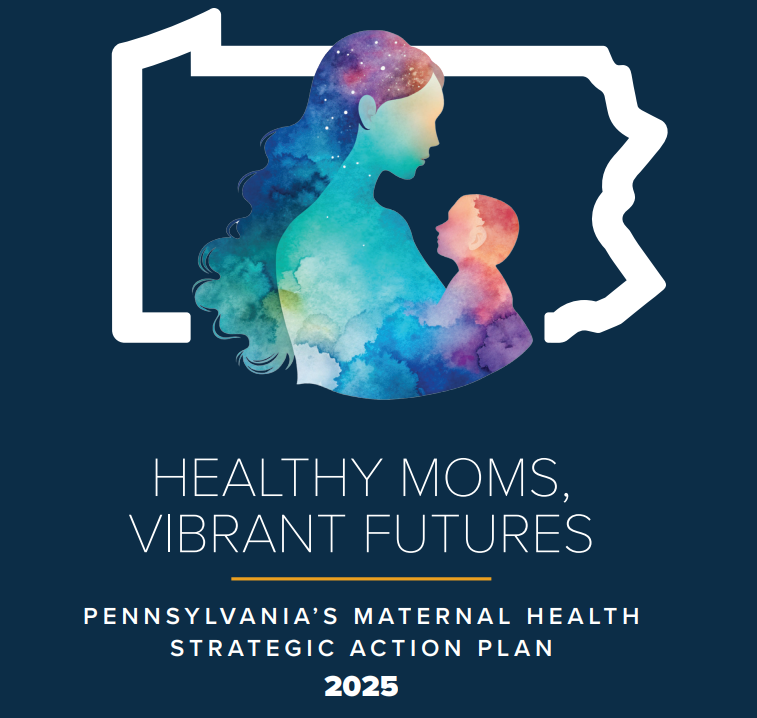 HEALTHY MOMS,
VIBRANT FUTURES
PENNSYLVANIA’S MATERNAL HEALTH
STRATEGIC ACTION PLAN
2025